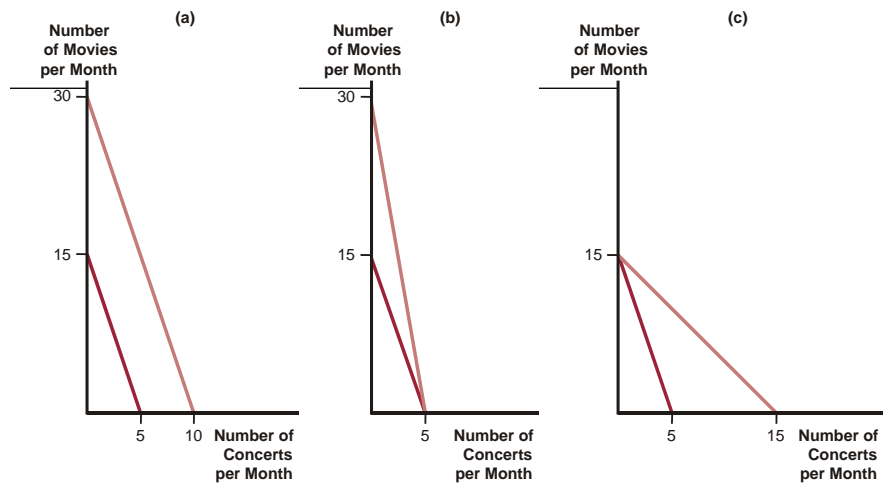 (a)
Number
of Movies
per Month
30
15
5
10
Number of
Concerts
per Month
(b)
Number
of Movies
per Month
30
15
5
Number of
Concerts
per Month
(c)
Number
of Movies
per Month
15
5
15
Number of
Concerts
per Month